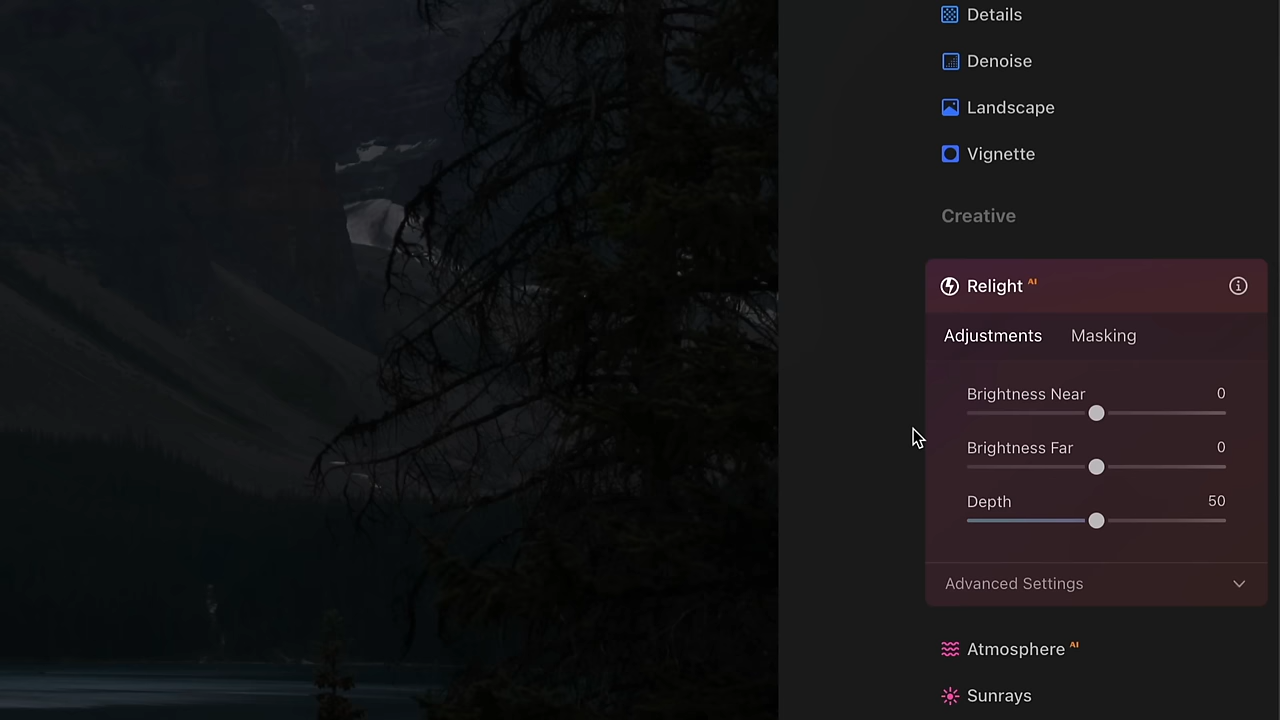 Details
Denoise
Landscape
Vignette
Creative
Relight AI
Adjustments Masking
Brightness Near 0
Brightness Far 0
Depth 50
Advanced Settings
Atmosphere AI
Sunrays